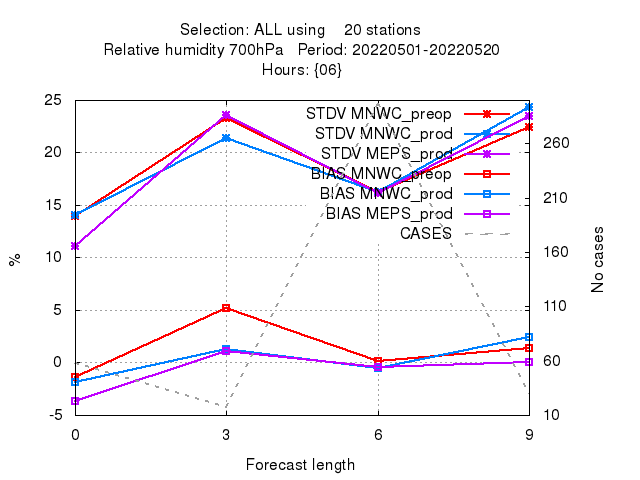 Selection: ALL using 20 stations
Relative humidity 700hPa Period: 20220501-20220520
Hours: {06}
25
20
15
10
5
0
-5
%
STDV MNWC_preop
STDV MNWC_prod
STDV MEPS_prod
BIAS MNWC_preop
BIAS MNWC_prod
BIAS MEPS_prod
CASES
260
210
160
110
60
10
No cases
0 3 6 9
Forecast length